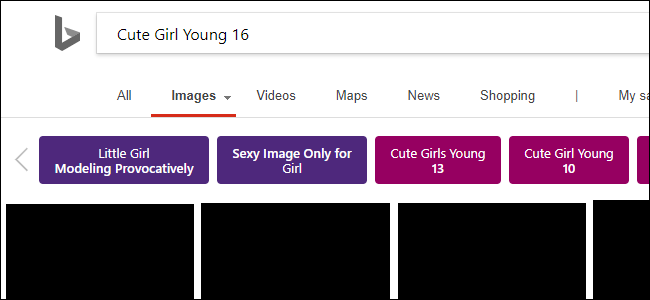 Cute Girl Young 16
All Images Videos Maps News Shopping | My sa
Little Girl
Modeling Provocatively
Sexy Image Only for
Girl
Cute Girls Young
13
Cute Girl Young
10